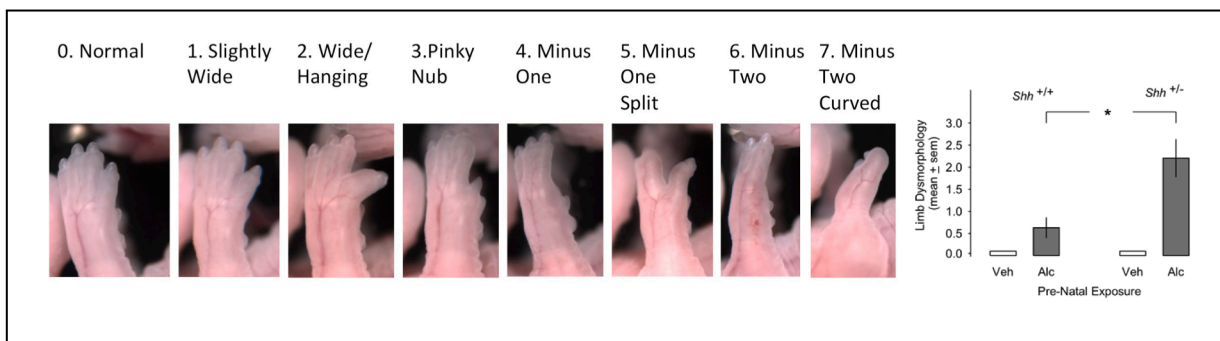 0. Normal
1. Slightly
Wide
2. Wide/
Hanging
3.Pinky
Nub
4. Minus
One
5. Minus
One
Split
6. Minus
Two
7. Minus
Two
Curved
Shh +/+
Shh +/-
*
Limb Dysmorphology
(mean ± sem)
3.0
2.5
2.0
1.5
1.0
0.5
0.0
Veh
Alc
Veh
Alc
Pre-Natal Exposure